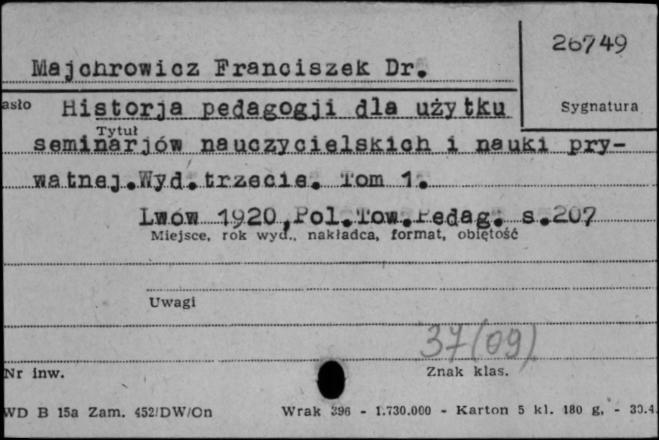 26749
Majchrowicz Franciszek Dr.
asło Historja pedagogji dla użytku
Sygnatura
Tytuł
seminarjów nauczycielskich i nauki pry-
watnej.Wyd.trzecie. Tom 1.
Lwów 1920,Pol.Tow.Pedag. s.207
Miejsce, rok wyd., nakładca, format, objętość
Uwagi
37(09)
Nr inw.
Znak klas.
WD B 15a Zam. 452/DW/On Wrak 396 - 1.730.000 - Karton 5 kl. 180 g. - 30.4.